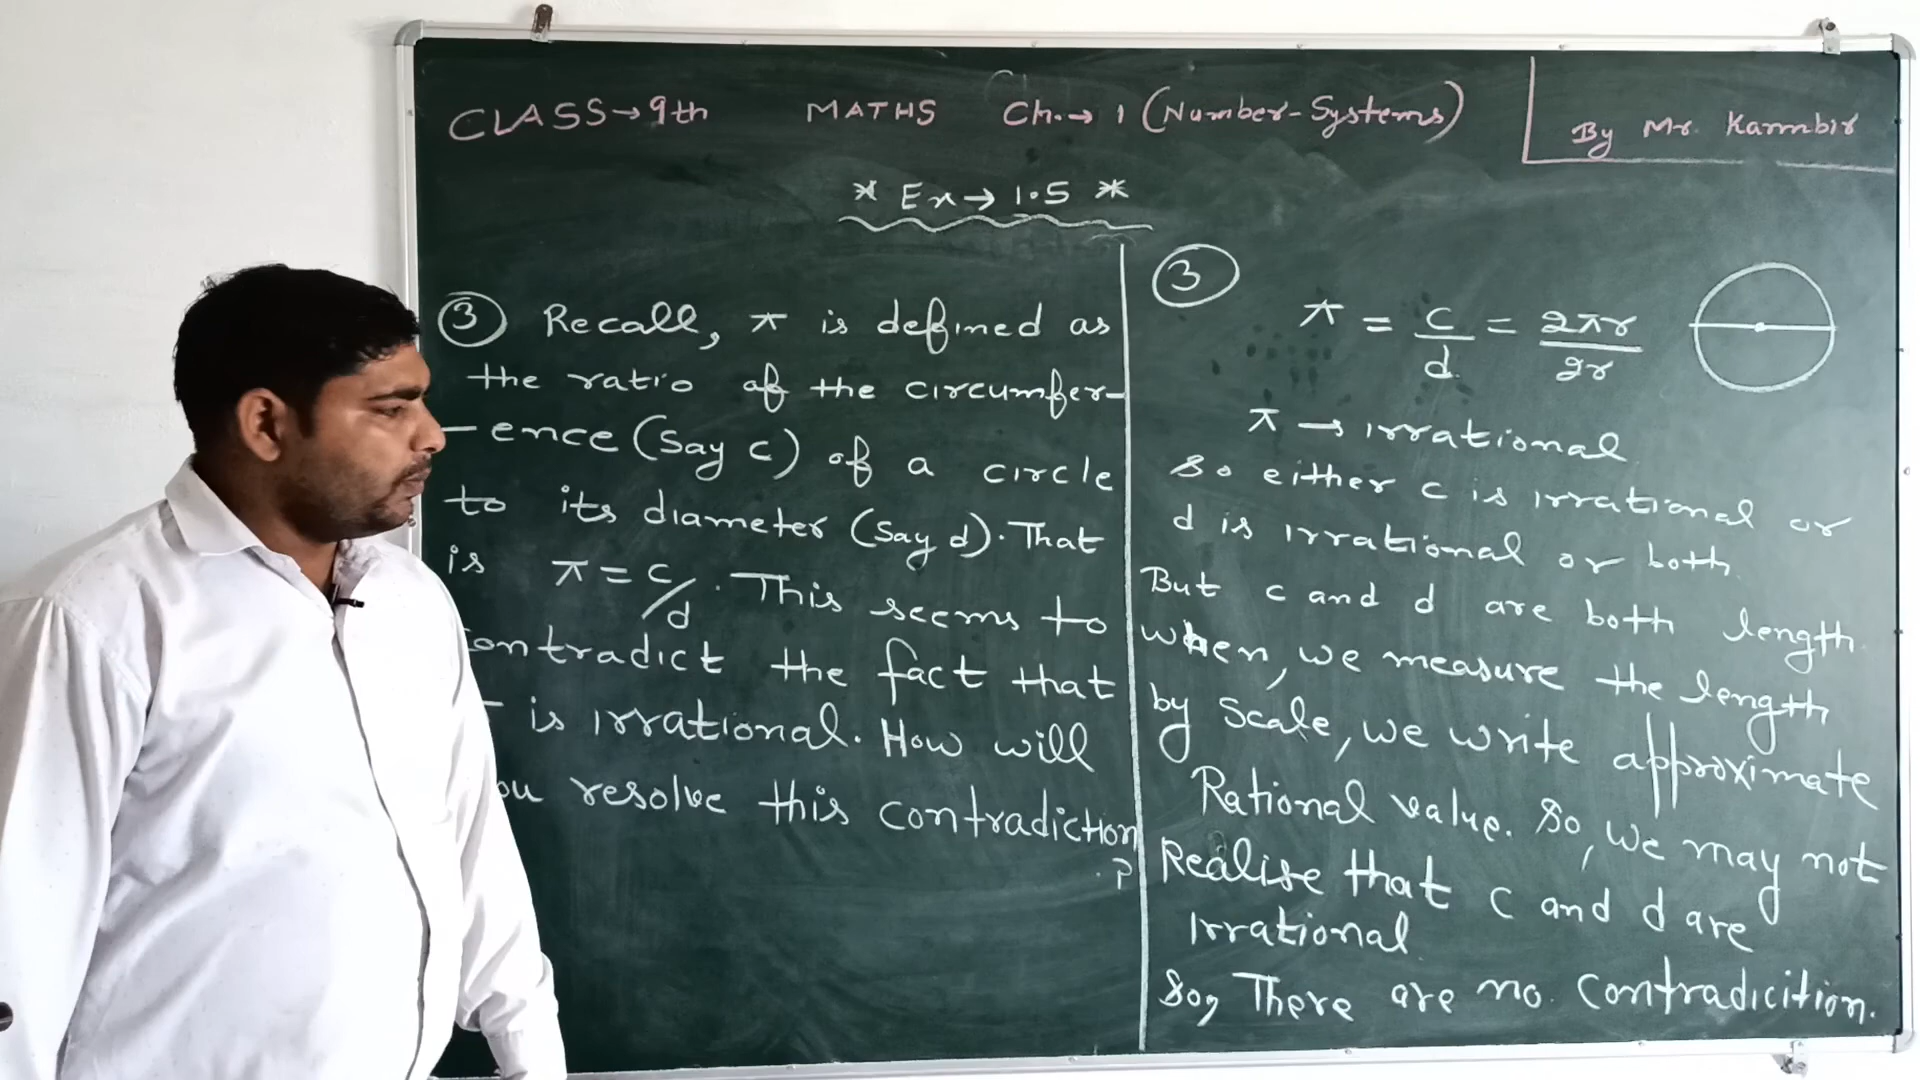 CLASS→9th MATHS Ch.→1 (Number-Systems)
By Mr. Karmbir
* Ex→1.5 *
③ Recall, π is defined as
the ratio of the circumfer-
-ence (Say c) of a circle
to its diameter (Say d). That
is π=c/d. This seems to
contradict the fact that
is irrational. How will
resolve this contradiction
?
③
π = c/d = 2πr/2r
π → irrational
so either c is irrational or
d is irrational or both
But c and d are both length
when, we measure the length
by Scale, we write approximate
Rational value. So, we may not
Realise that c and d are
irrational
So, There are no contradicition.